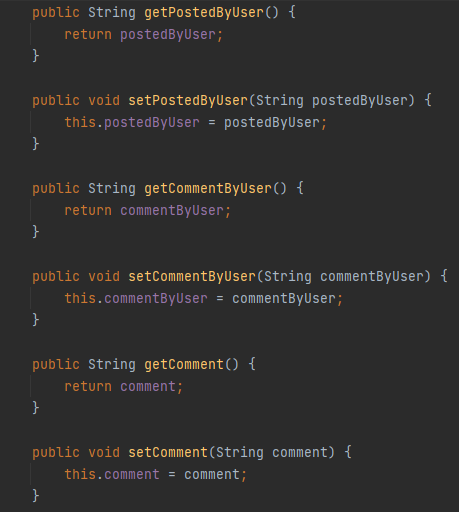 public String getPostedByUser() {
    return postedByUser;
}
public void setPostedByUser(String postedByUser) {
    this.postedByUser = postedByUser;
}
public String getCommentByUser() {
    return commentByUser;
}
public void setCommentByUser(String commentByUser) {
    this.commentByUser = commentByUser;
}
public String getComment() {
    return comment;
}
public void setComment(String comment) {
    this.comment = comment;
}